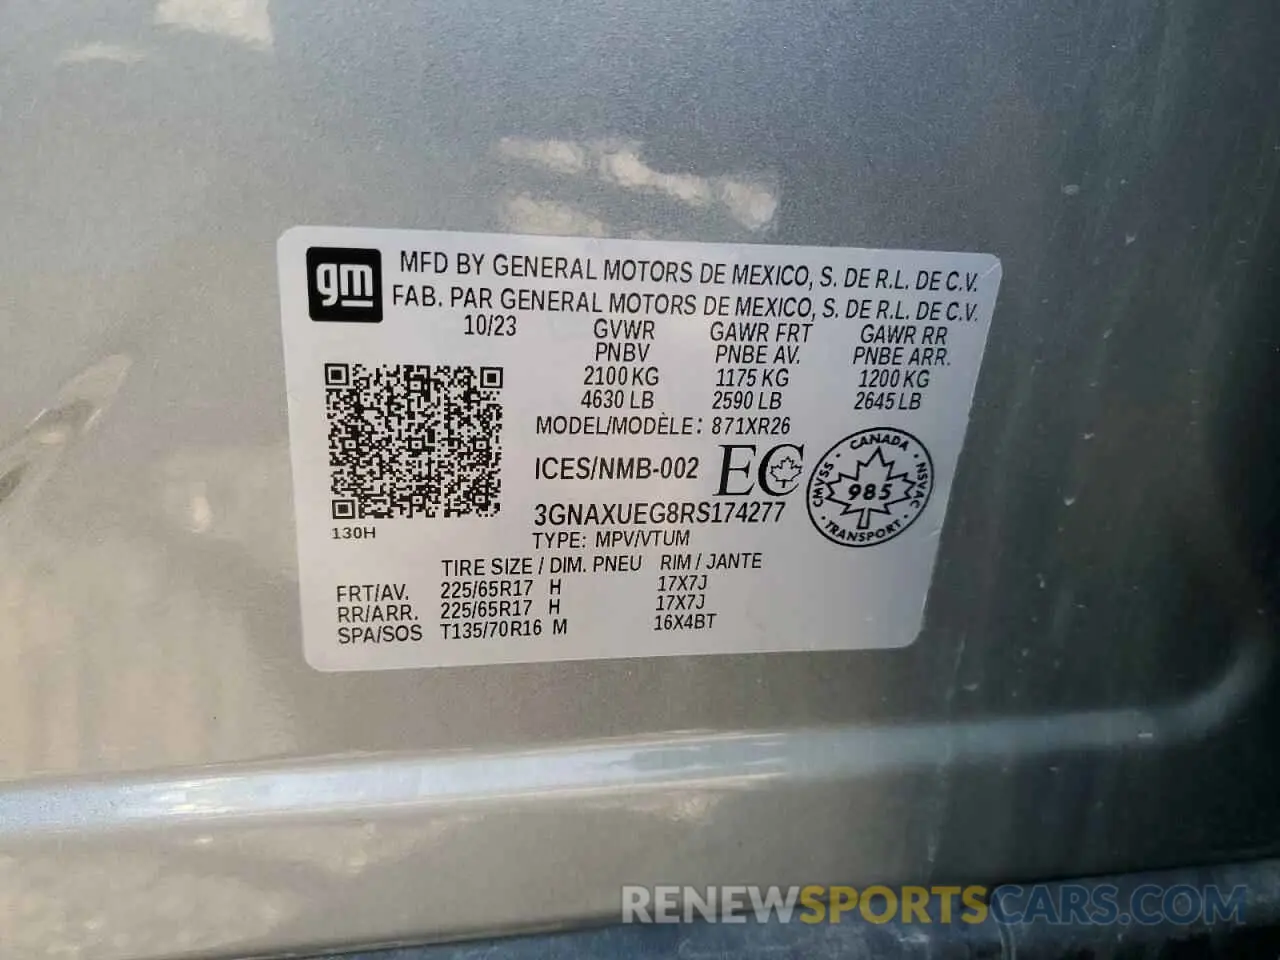 gm
MFD BY GENERAL MOTORS DE MEXICO, S. DE R.L. DE C.V.
FAB. PAR GENERAL MOTORS DE MEXICO, S. DE R.L. DE C.V.
10/23 GVWR GAWR FRT GAWR RR
PNBV PNBE AV. PNBE ARR.
2100 KG 1175 KG 1200 KG
4630 LB 2590 LB 2645 LB
MODEL/MODÈLE: 871XR26
ICES/NMB-002 EC
CANADA
CMVSS 985 NSVAC
TRANSPORT
3GNAXUEG8RS174277
130H
TYPE: MPV/VTUM
TIRE SIZE / DIM. PNEU RIM / JANTE
FRT/AV. 225/65R17 H 17X7J
RR/ARR. 225/65R17 H 17X7J
SPA/SOS T135/70R16 M 16X4BT
RENEWSPORTSCARS.COM